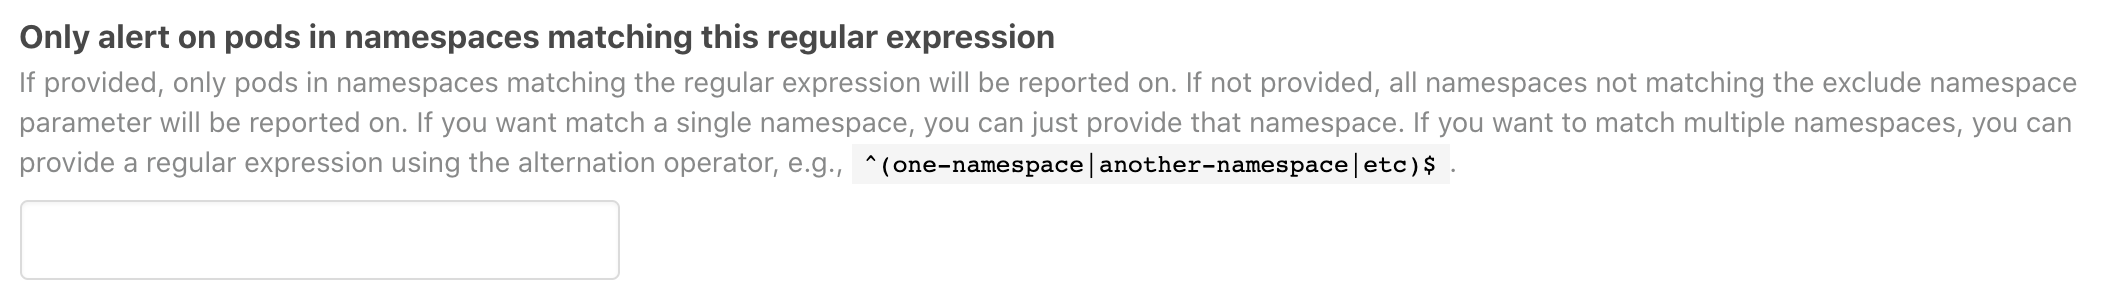 Only alert on pods in namespaces matching this regular expression
If provided, only pods in namespaces matching the regular expression will be reported on. If not provided, all namespaces not matching the exclude namespace
parameter will be reported on. If you want match a single namespace, you can just provide that namespace. If you want to match multiple namespaces, you can
provide a regular expression using the alternation operator, e.g., ^(one-namespace|another-namespace|etc)$ .